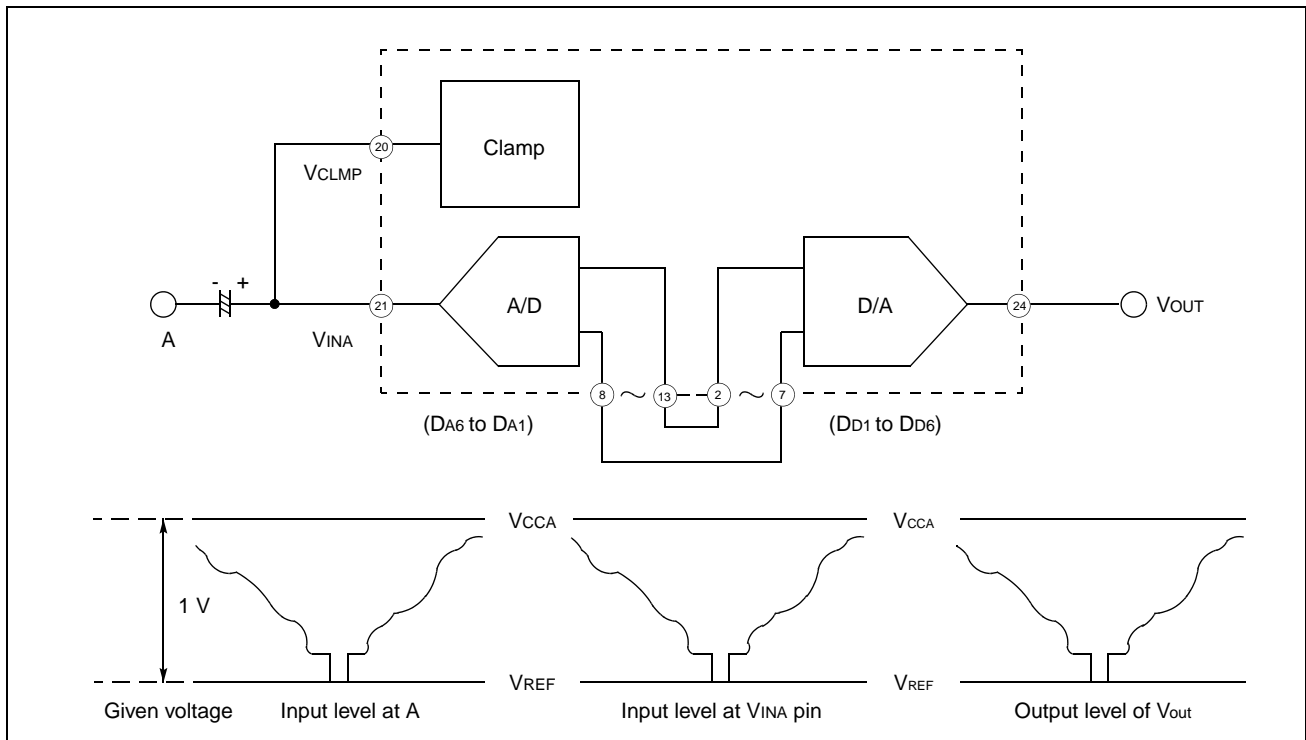 Clamp
20
VCLMP
- +
A
21
VINA
A/D
D/A
24
VOUT
8 ~ 13 2 ~ 7
(DA6 to DA1) (DD1 to DD6)
VCCA VCCA
1 V
VREF VREF
Given voltage Input level at A Input level at VINA pin Output level of Vout